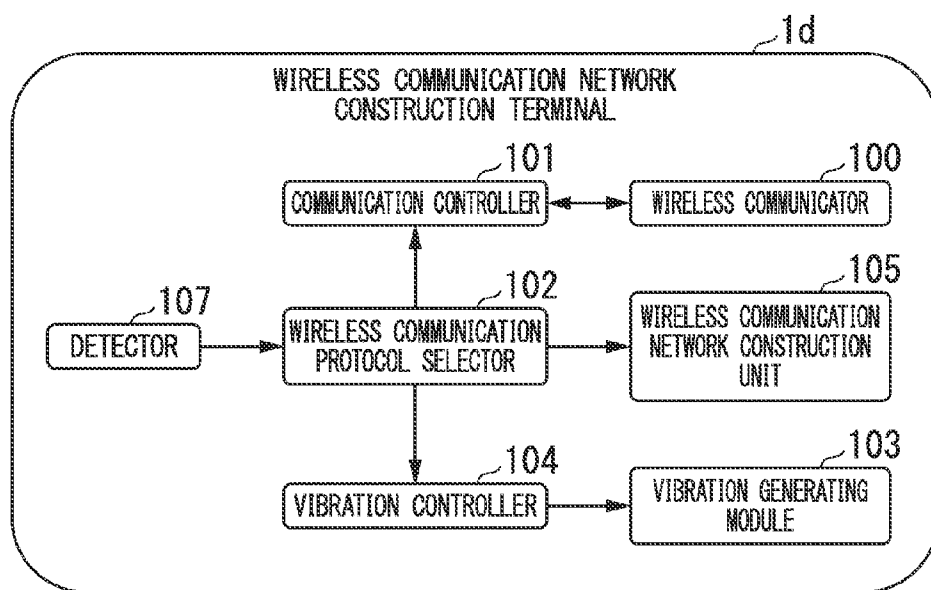 1d
WIRELESS COMMUNICATION NETWORK
CONSTRUCTION TERMINAL
101
COMMUNICATION CONTROLLER
100
WIRELESS COMMUNICATOR
107
DETECTOR
102
WIRELESS COMMUNICATION
PROTOCOL SELECTOR
105
WIRELESS COMMUNICATION
NETWORK CONSTRUCTION
UNIT
104
VIBRATION CONTROLLER
103
VIBRATION GENERATING
MODULE